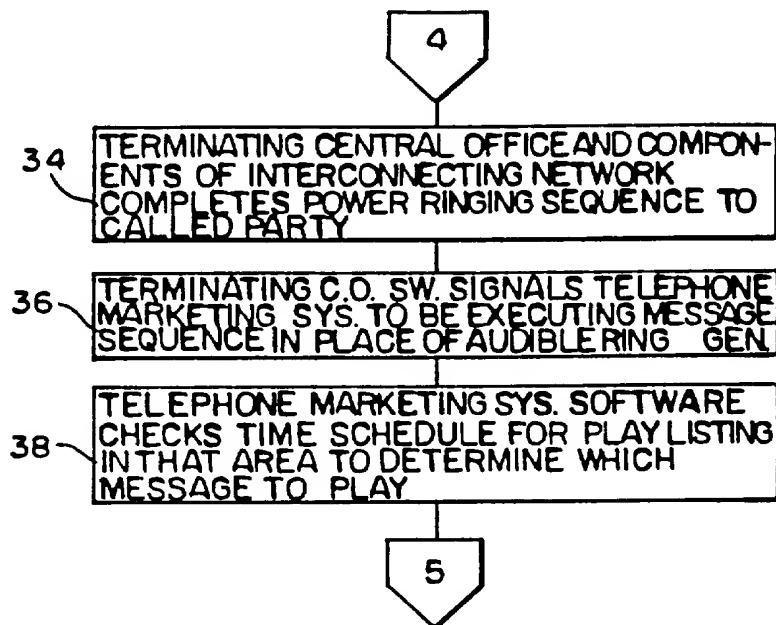 4
34
TERMINATING CENTRAL OFFICE AND COMPON-
ENTS OF INTERCONNECTING NETWORK
COMPLETES POWER RINGING SEQUENCE TO
CALLED PARTY
36
TERMINATING C.O. SW. SIGNALS TELEPHONE
MARKETING SYS. TO BE EXECUTING MESSAGE
SEQUENCE IN PLACE OF AUDIBLE RING GEN.
38
TELEPHONE MARKETING SYS. SOFTWARE
CHECKS TIME SCHEDULE FOR PLAY LISTING
IN THAT AREA TO DETERMINE WHICH
MESSAGE TO PLAY
5